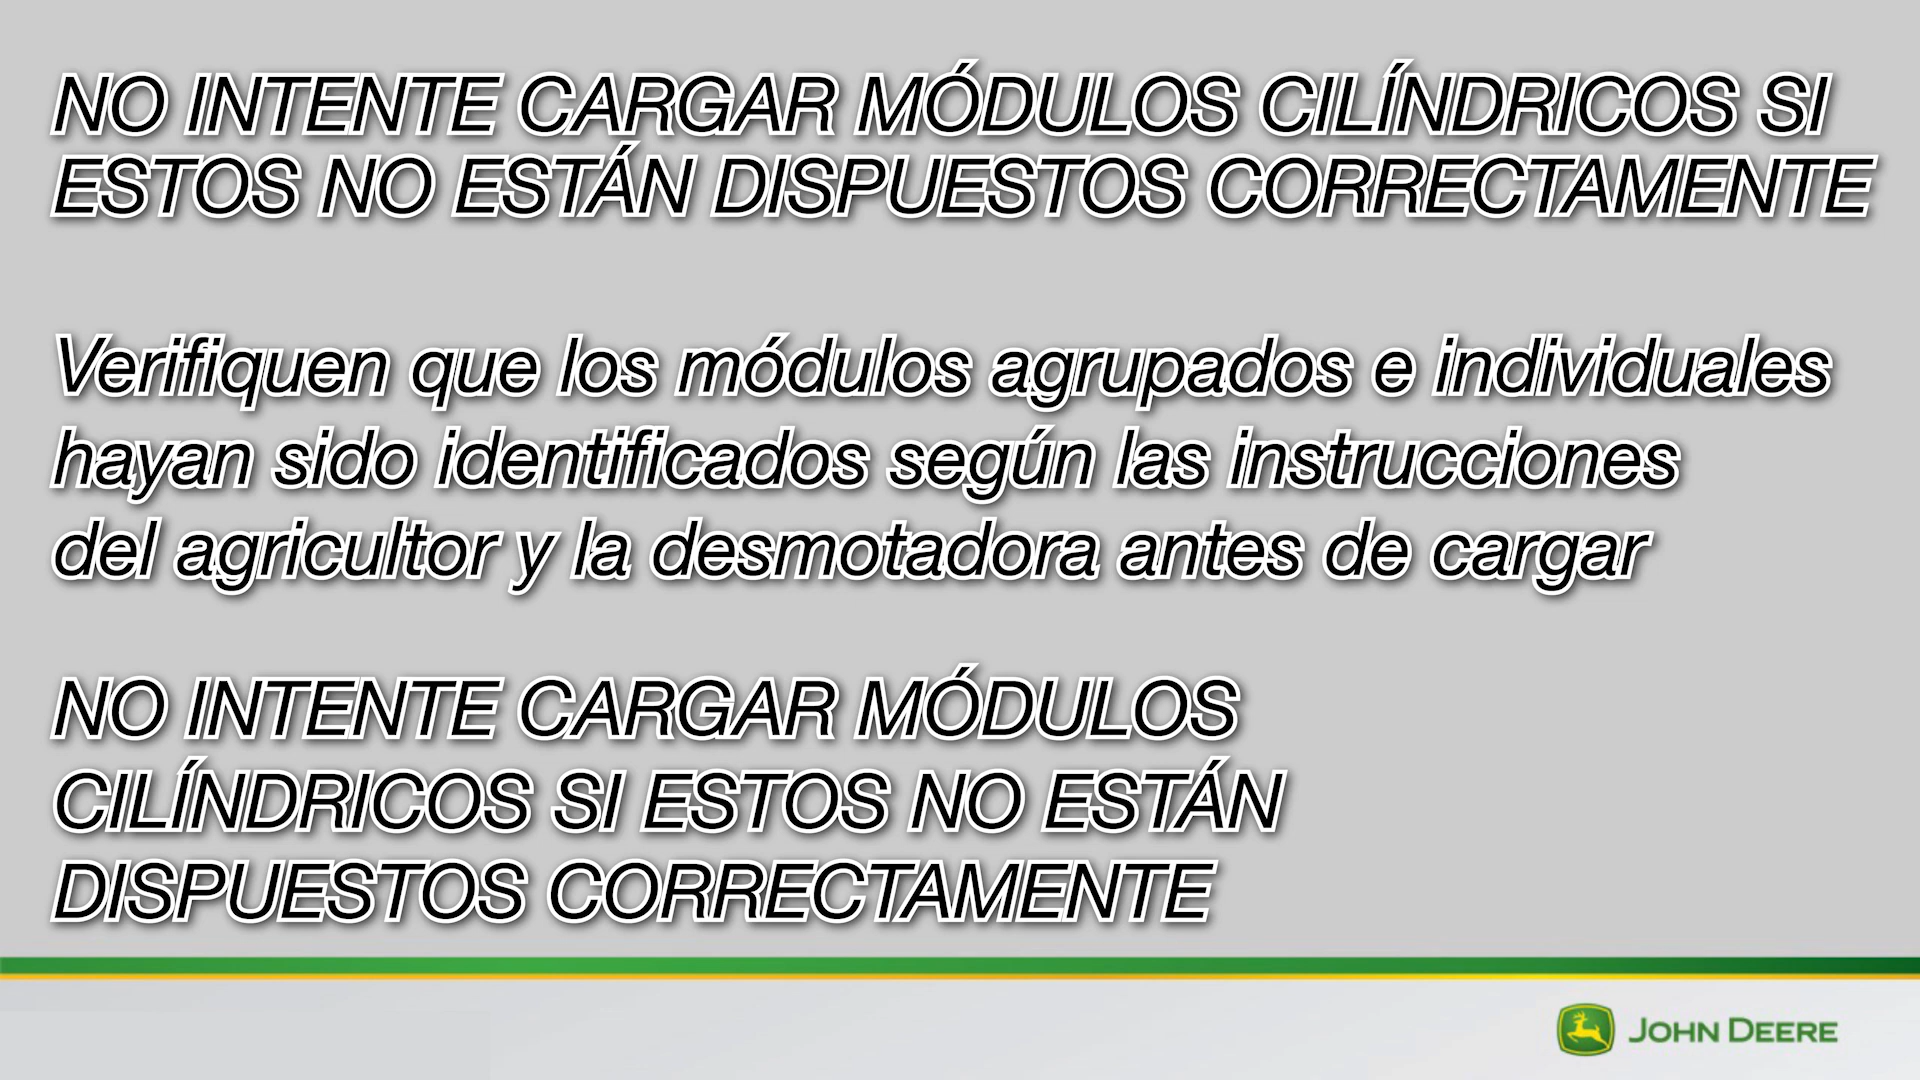 NO INTENTE CARGAR MÓDULOS CILÍNDRICOS SI
ESTOS NO ESTÁN DISPUESTOS CORRECTAMENTE
Verifiquen que los módulos agrupados e individuales
hayan sido identificados según las instrucciones
del agricultor y la desmotadora antes de cargar
NO INTENTE CARGAR MÓDULOS
CILÍNDRICOS SI ESTOS NO ESTÁN
DISPUESTOS CORRECTAMENTE
JOHN DEERE